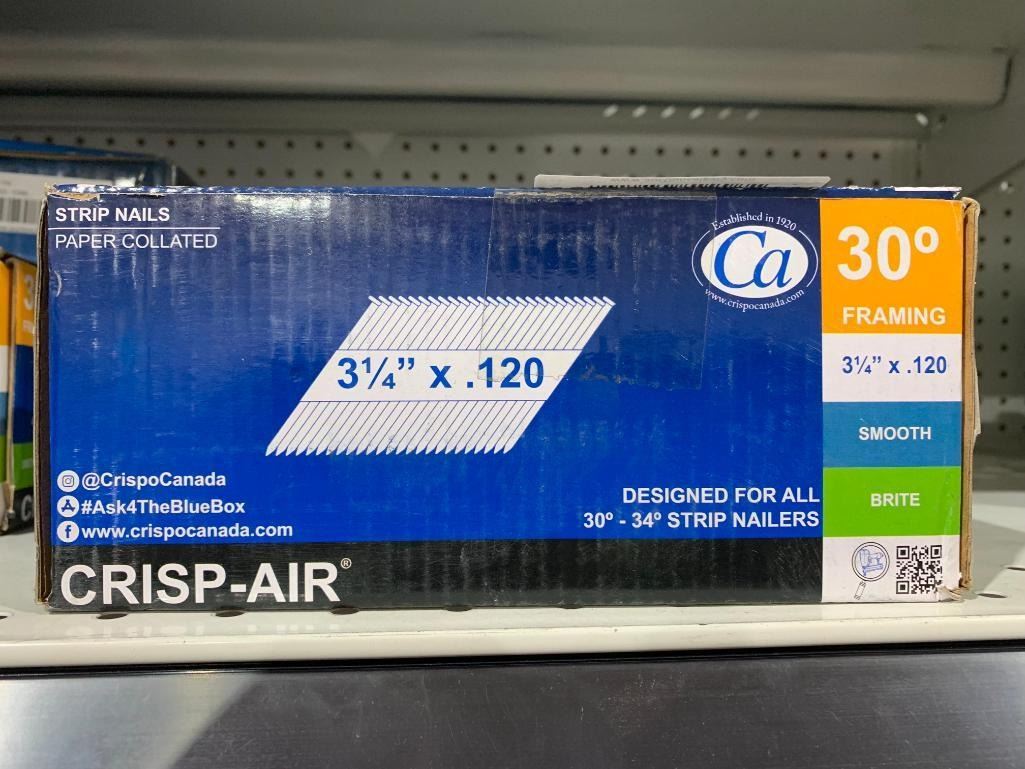 STRIP NAILS
PAPER COLLATED
Established in 1920
Ca
www.crispocanada.com
30º
FRAMING
3¼” x .120
3¼” x .120
SMOOTH
BRITE
@CrispoCanada
#Ask4TheBlueBox
www.crispocanada.com
DESIGNED FOR ALL
30º - 34º STRIP NAILERS
CRISP-AIR®